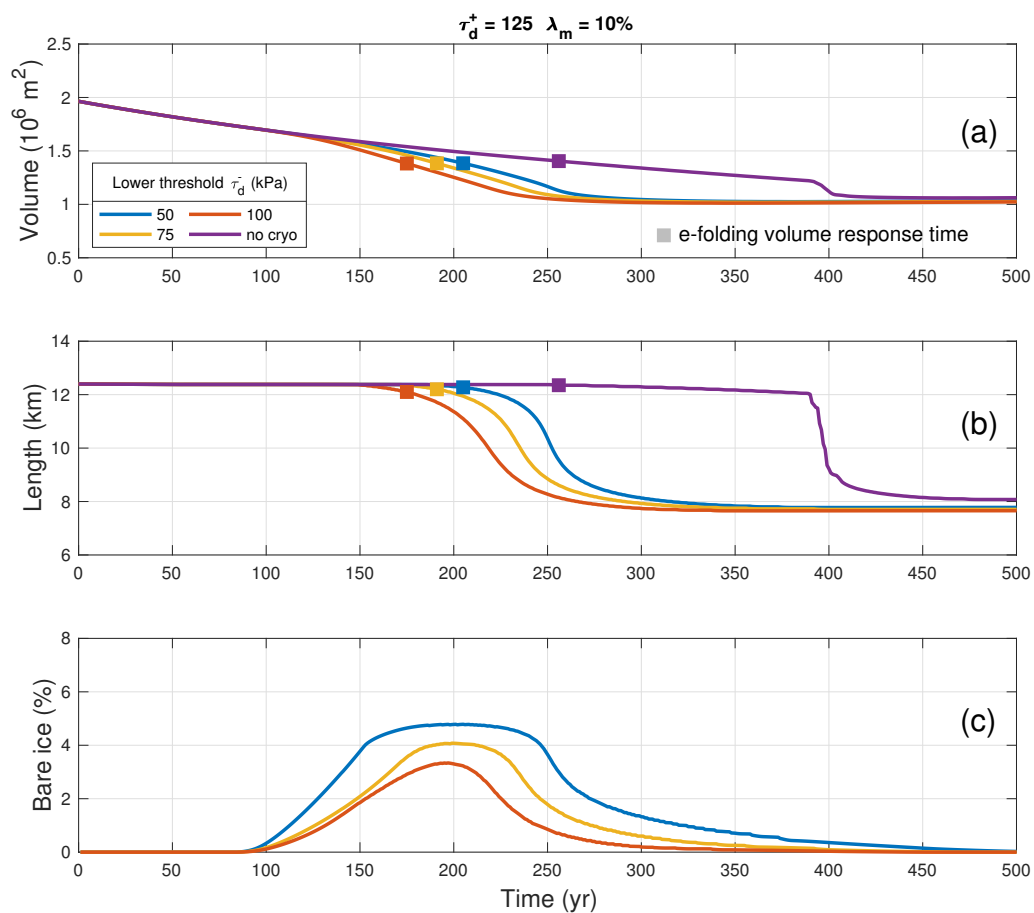 τd+ = 125 λm = 10%
Volume (10^6 m^2)
2.5
2
1.5
1
0.5
(a)
Lower threshold τd- (kPa)
50 100
75 no cryo
e-folding volume response time
0 50 100 150 200 250 300 350 400 450 500
Length (km)
14
12
10
8
6
(b)
0 50 100 150 200 250 300 350 400 450 500
Bare ice (%)
8
6
4
2
0
(c)
0 50 100 150 200 250 300 350 400 450 500
Time (yr)